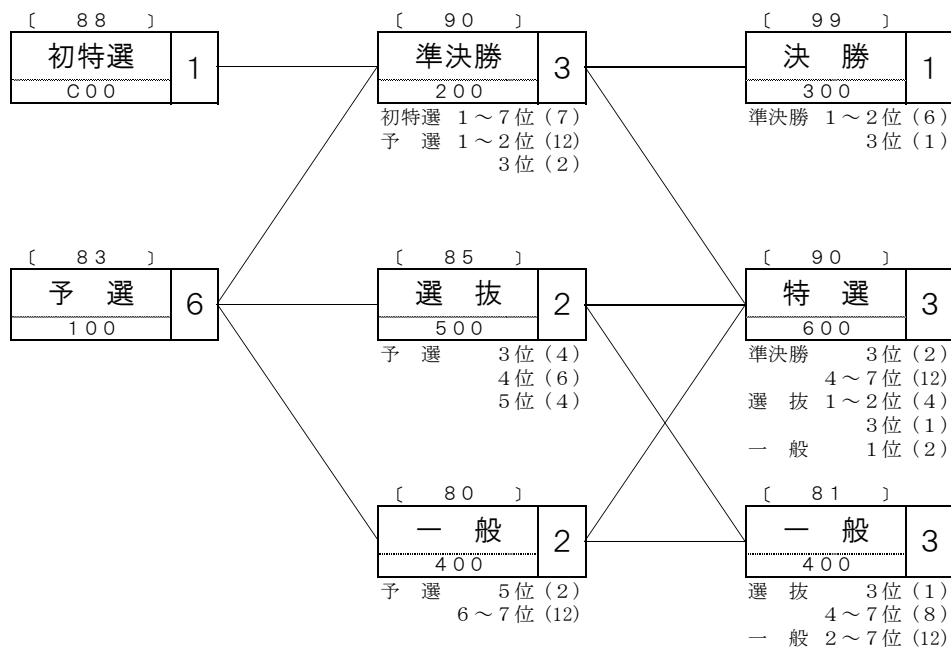 〔 88 〕
初特選 1
C00
〔 90 〕
準決勝 3
200
初特選 1～7位(7)
予 選 1～2位(12)
3位(2)
〔 99 〕
決 勝 1
300
準決勝 1～2位(6)
3位(1)
〔 83 〕
予 選 6
100
〔 85 〕
選 抜 2
500
予 選 3位(4)
4位(6)
5位(4)
〔 90 〕
特 選 3
600
準決勝 3位(2)
4～7位(12)
選 抜 1～2位(4)
3位(1)
一 般 1位(2)
〔 80 〕
一 般 2
400
予 選 5位(2)
6～7位(12)
〔 81 〕
一 般 3
400
選 抜 3位(1)
4～7位(8)
一 般 2～7位(12)